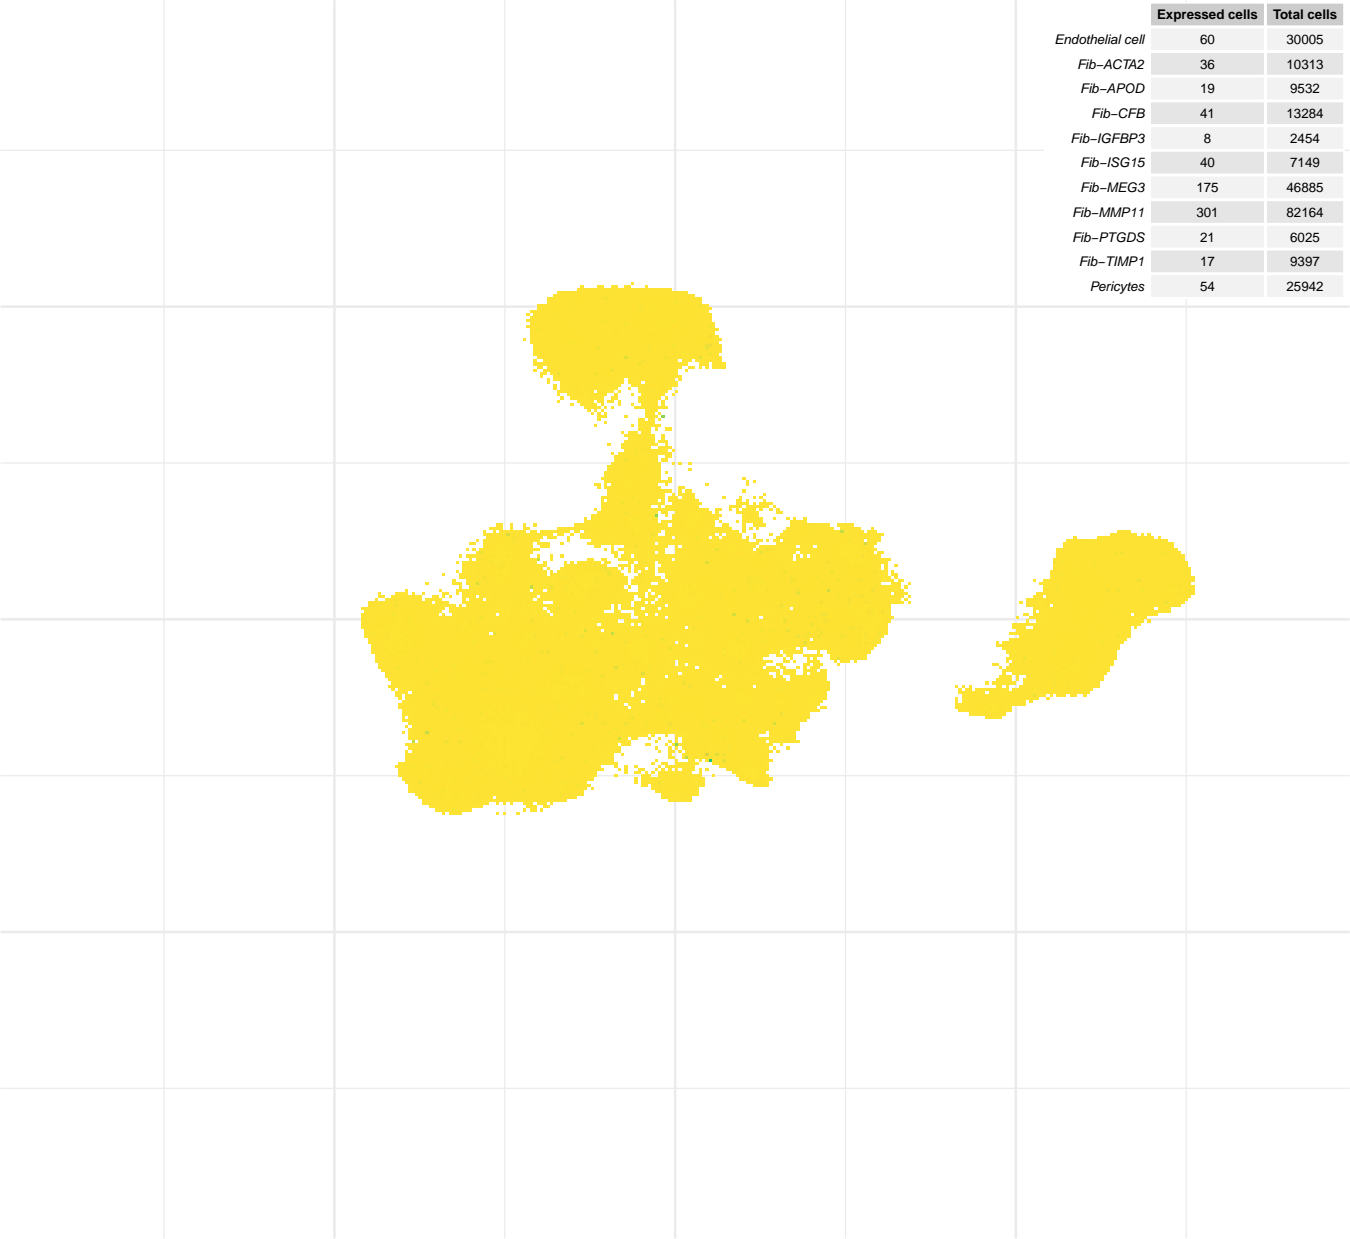 Expressed cells Total cells
Endothelial cell 60 30005
Fib−ACTA2 36 10313
Fib−APOD 19 9532
Fib−CFB 41 13284
Fib−IGFBP3 8 2454
Fib−ISG15 40 7149
Fib−MEG3 175 46885
Fib−MMP11 301 82164
Fib−PTGDS 21 6025
Fib−TIMP1 17 9397
Pericytes 54 25942